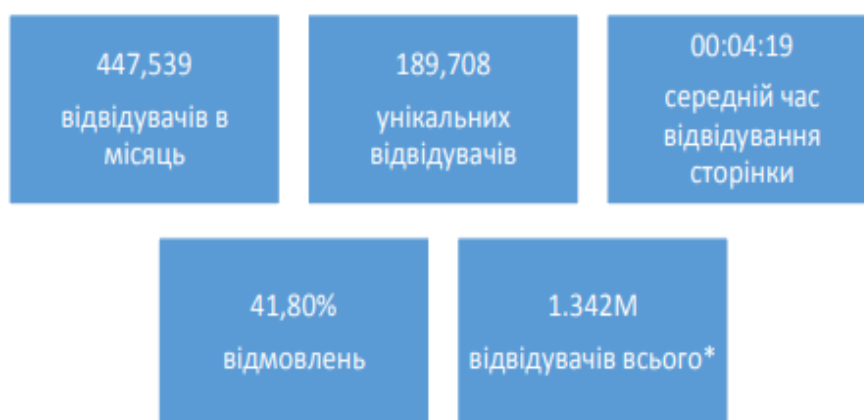 447,539
відвідувачів в
місяць
189,708
унікальних
відвідувачів
00:04:19
середній час
відвідування
сторінки
41,80%
відмовлень
1.342M
відвідувачів всього*